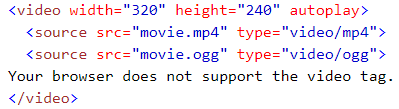 <video width="320" height="240" autoplay>
  <source src="movie.mp4" type="video/mp4">
  <source src="movie.ogg" type="video/ogg">
Your browser does not support the video tag.
</video>